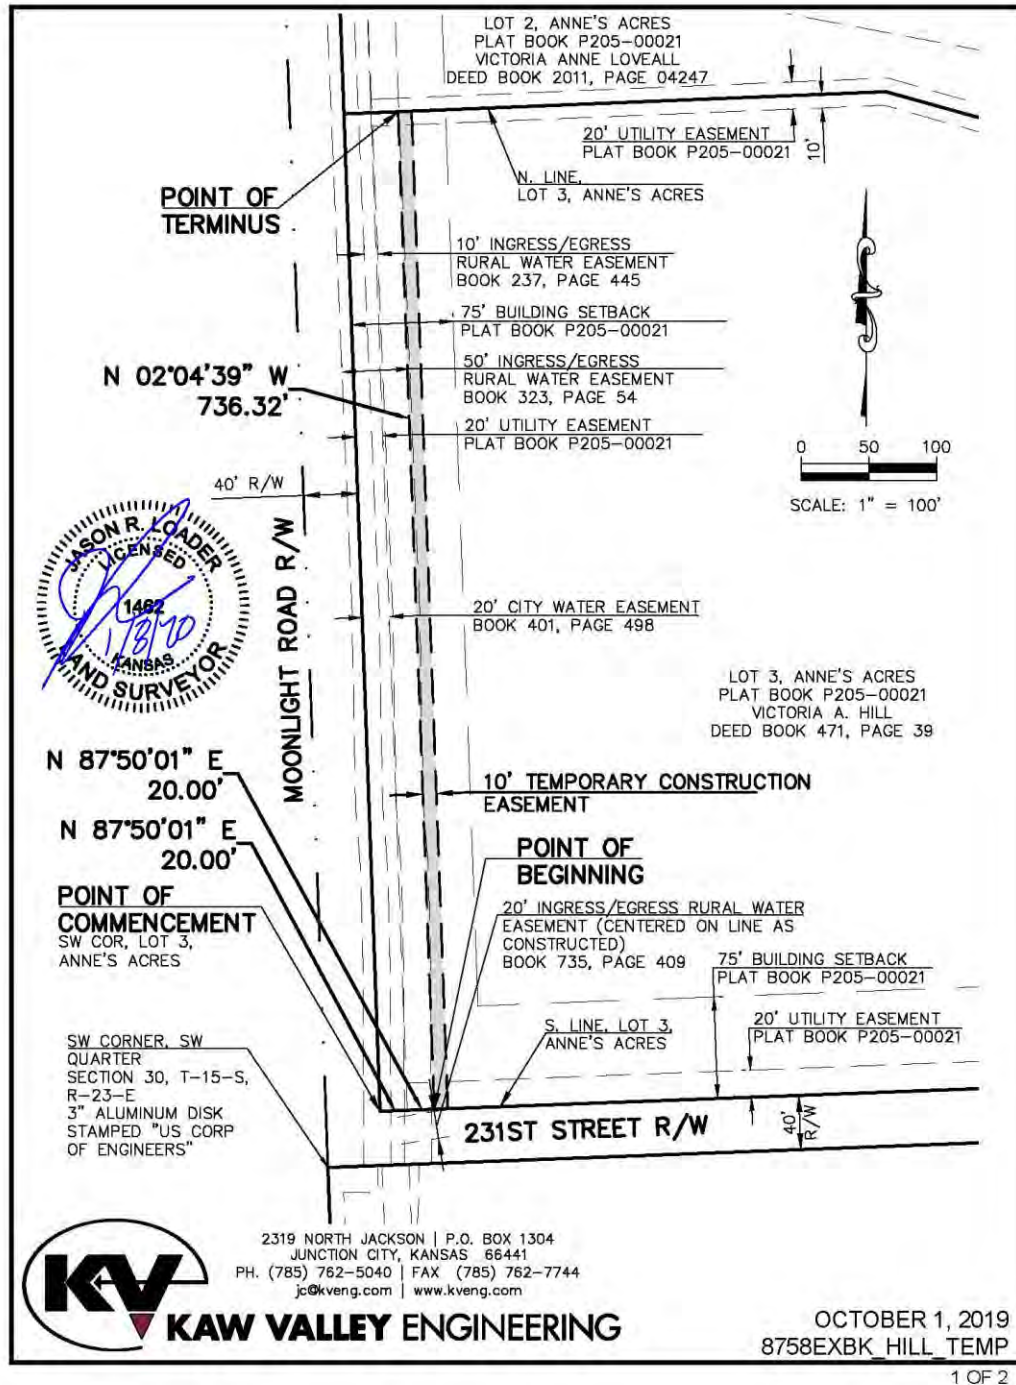 LOT 2, ANNE'S ACRES
PLAT BOOK P205-00021
VICTORIA ANNE LOVEALL
DEED BOOK 2011, PAGE 04247
20' UTILITY EASEMENT
PLAT BOOK P205-00021
10'
N. LINE,
LOT 3, ANNE'S ACRES
POINT OF
TERMINUS
10' INGRESS/EGRESS
RURAL WATER EASEMENT
BOOK 237, PAGE 445
75' BUILDING SETBACK
PLAT BOOK P205-00021
50' INGRESS/EGRESS
RURAL WATER EASEMENT
BOOK 323, PAGE 54
N 02°04'39" W
736.32'
20' UTILITY EASEMENT
PLAT BOOK P205-00021
0 50 100
SCALE: 1" = 100'
40' R/W
JASON R. LOADER
LICENSED
1462
1/8/20
KANSAS
LAND SURVEYOR
MOONLIGHT ROAD R/W
20' CITY WATER EASEMENT
BOOK 401, PAGE 498
LOT 3, ANNE'S ACRES
PLAT BOOK P205-00021
VICTORIA A. HILL
DEED BOOK 471, PAGE 39
N 87°50'01" E
20.00'
10' TEMPORARY CONSTRUCTION
EASEMENT
N 87°50'01" E
20.00'
POINT OF
BEGINNING
POINT OF
COMMENCEMENT
SW COR, LOT 3,
ANNE'S ACRES
20' INGRESS/EGRESS RURAL WATER
EASEMENT (CENTERED ON LINE AS
CONSTRUCTED)
BOOK 735, PAGE 409
75' BUILDING SETBACK
PLAT BOOK P205-00021
S. LINE, LOT 3,
ANNE'S ACRES
20' UTILITY EASEMENT
PLAT BOOK P205-00021
SW CORNER, SW
QUARTER
SECTION 30, T-15-S,
R-23-E
3" ALUMINUM DISK
STAMPED "US CORP
OF ENGINEERS"
231ST STREET R/W
40'
R/W
2319 NORTH JACKSON | P.O. BOX 1304
JUNCTION CITY, KANSAS 66441
PH. (785) 762-5040 | FAX (785) 762-7744
jc@kveng.com | www.kveng.com
KV
KAW VALLEY ENGINEERING
OCTOBER 1, 2019
8758EXBK_HILL_TEMP
1 OF 2